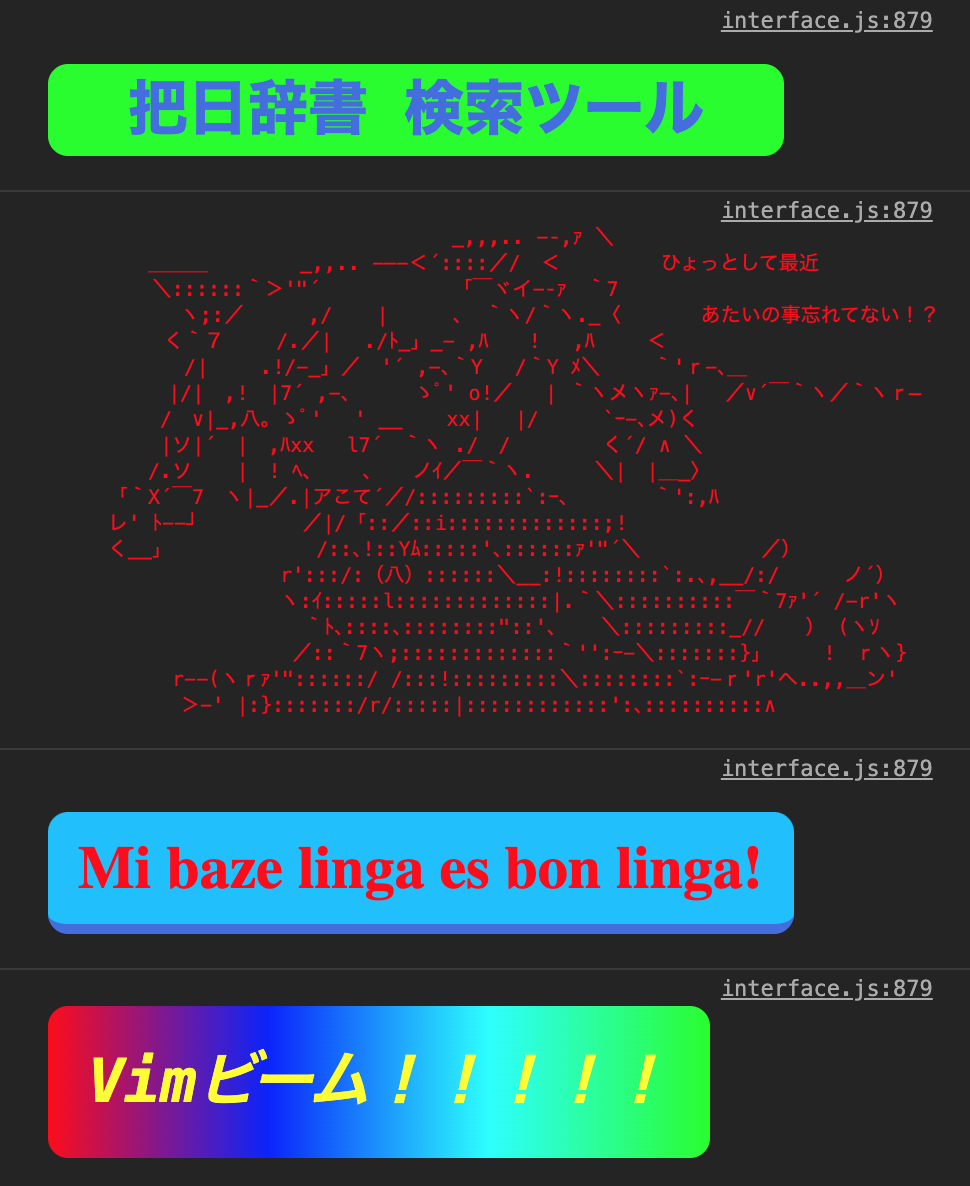 interface.js:879
把日辞書 検索ツール
interface.js:879
ひょっとして最近
あたいの事忘れてない！？
interface.js:879
Mi baze linga es bon linga!
interface.js:879
Vimビーム！！！！！